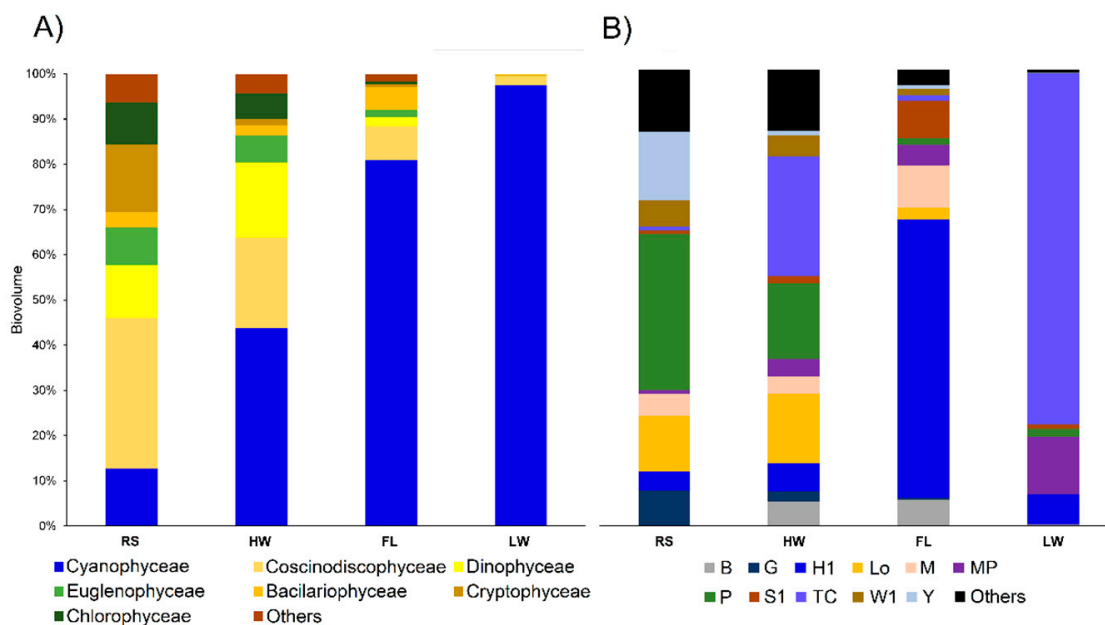 A)
B)
100%
90%
80%
70%
60%
50%
40%
30%
20%
10%
0%
Biovolume
RS HW FL LW
RS HW FL LW
Cyanophyceae Coscinodiscophyceae Dinophyceae
Euglenophyceae Bacilariophyceae Cryptophyceae
Chlorophyceae Others
B G H1 Lo M MP
P S1 TC W1 Y Others